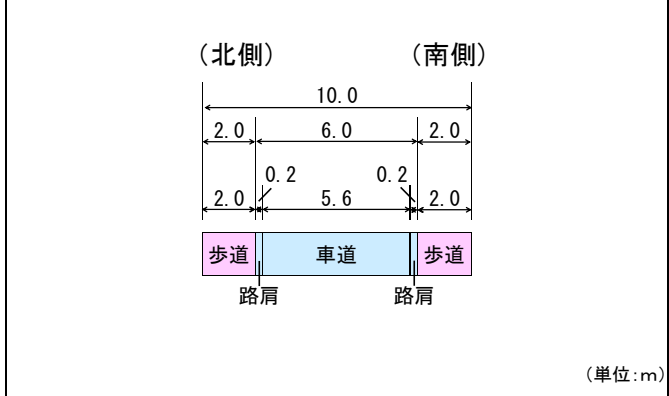 （北側） （南側）
10.0
2.0 6.0 2.0
0.2 0.2
2.0 5.6 2.0
歩道 車道 歩道
路肩 路肩
（単位:m）